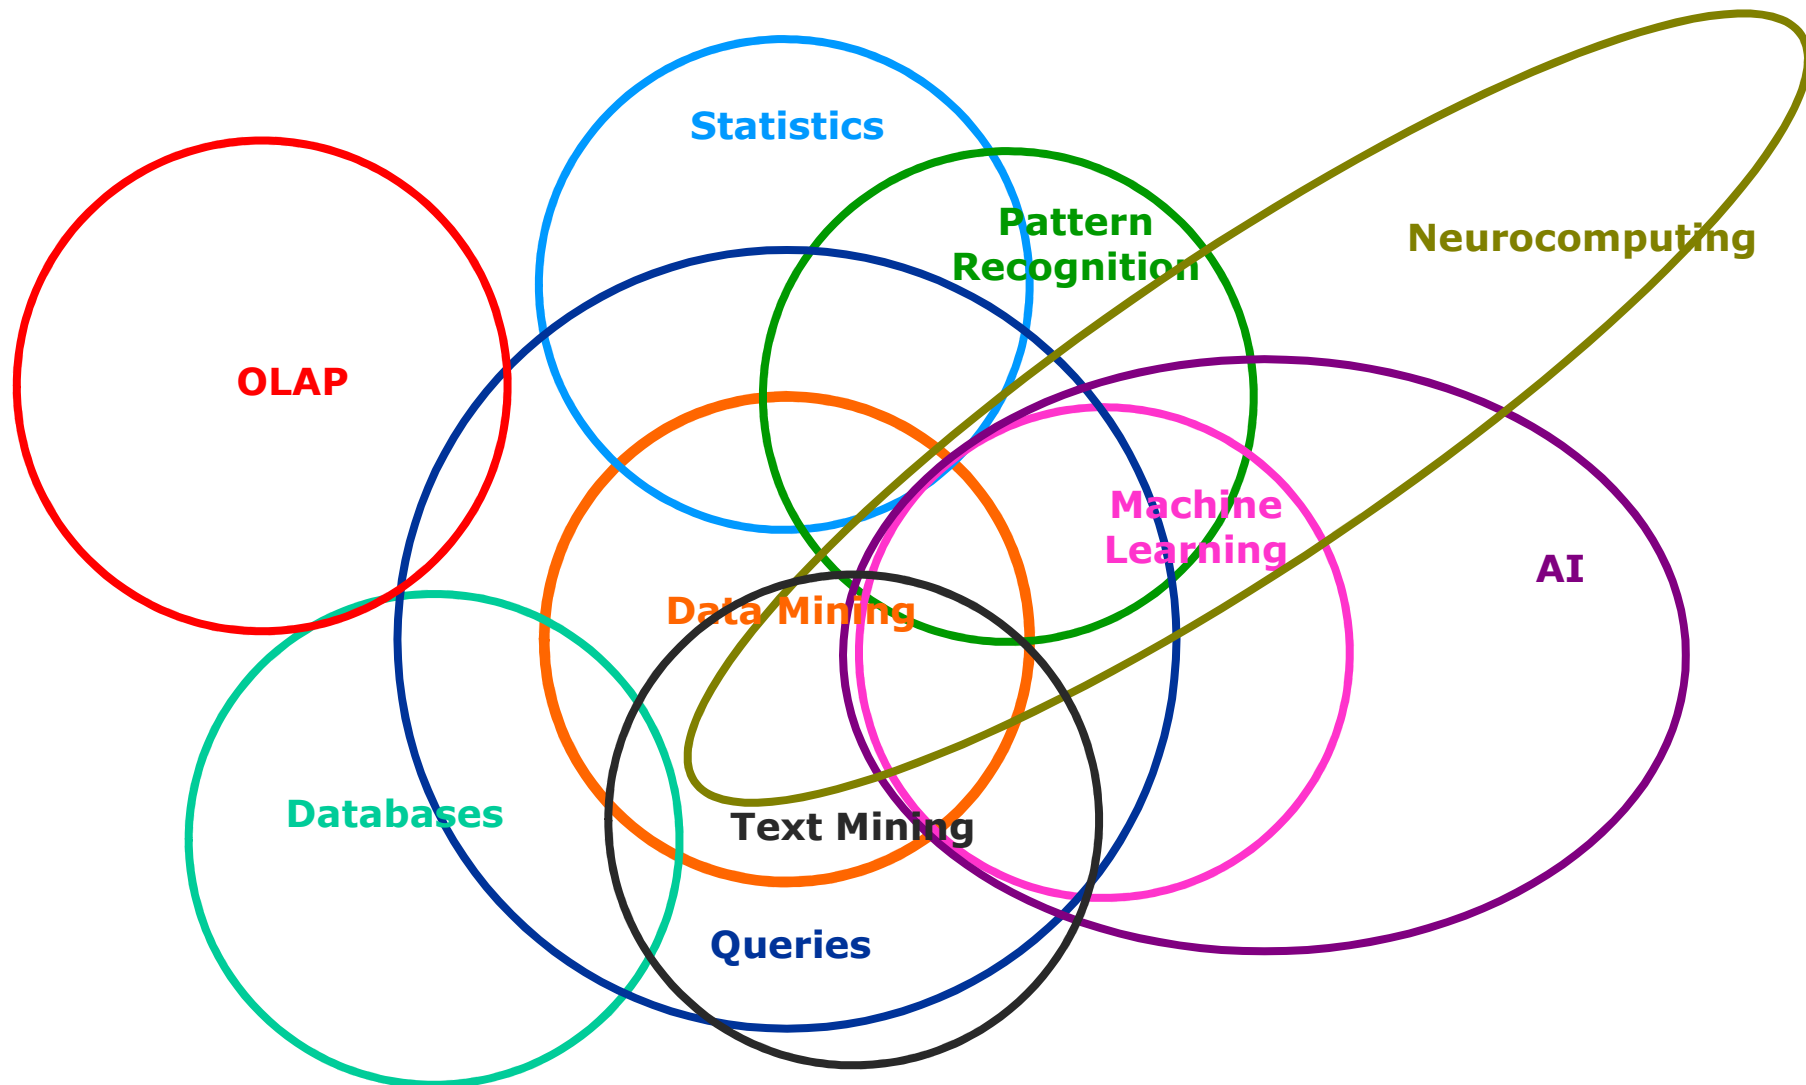 Statistics
Pattern
Recognition
Neurocomputing
OLAP
Machine
Learning
AI
Data Mining
Databases
Text Mining
Queries